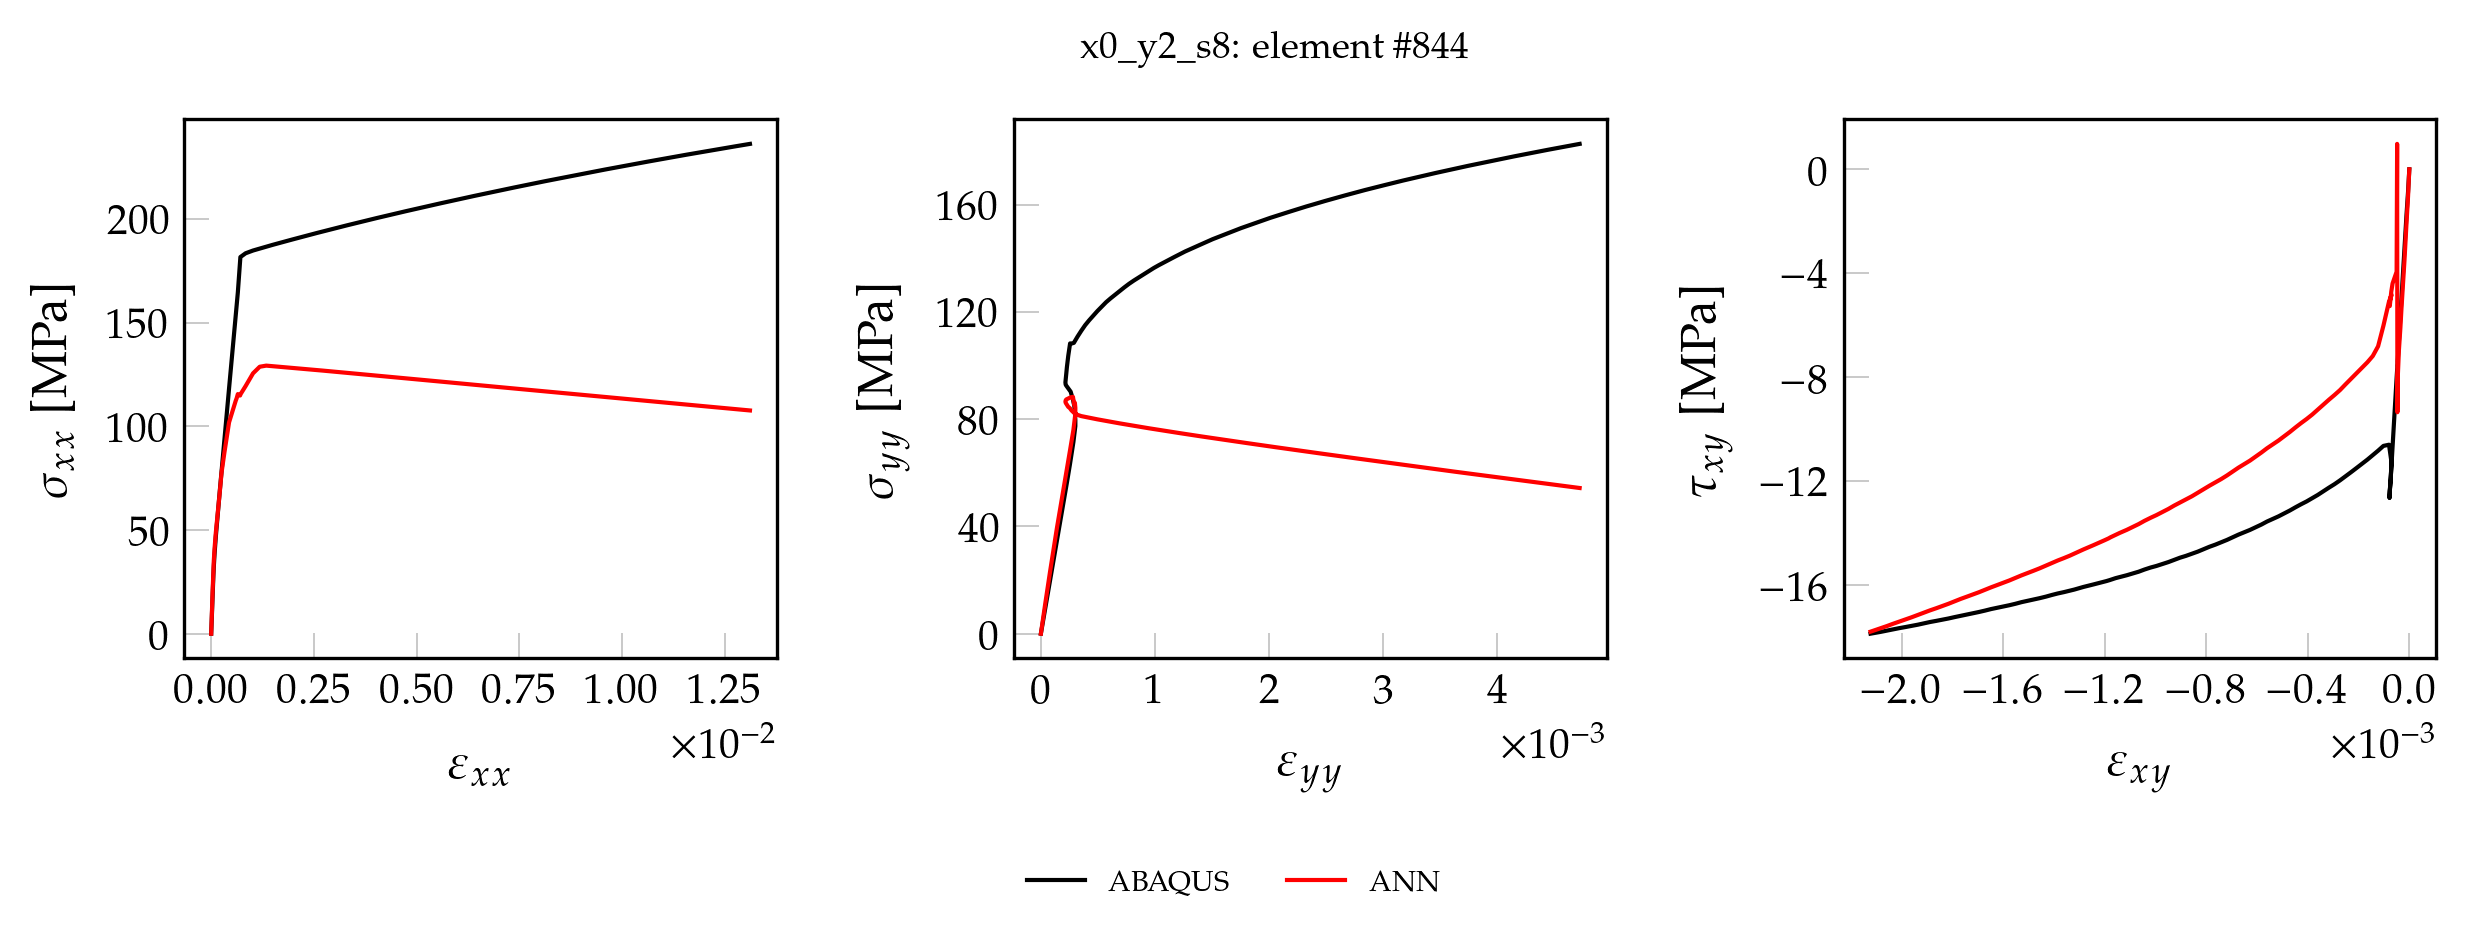 x0_y2_s8: element #844
σxx [MPa]
200
150
100
50
0
0.00 0.25 0.50 0.75 1.00 1.25
×10−2
εxx
σyy [MPa]
160
120
80
40
0
0 1 2 3 4
×10−3
εyy
τxy [MPa]
0
−4
−8
−12
−16
−2.0 −1.6 −1.2 −0.8 −0.4 0.0
×10−3
εxy
ABAQUS ANN